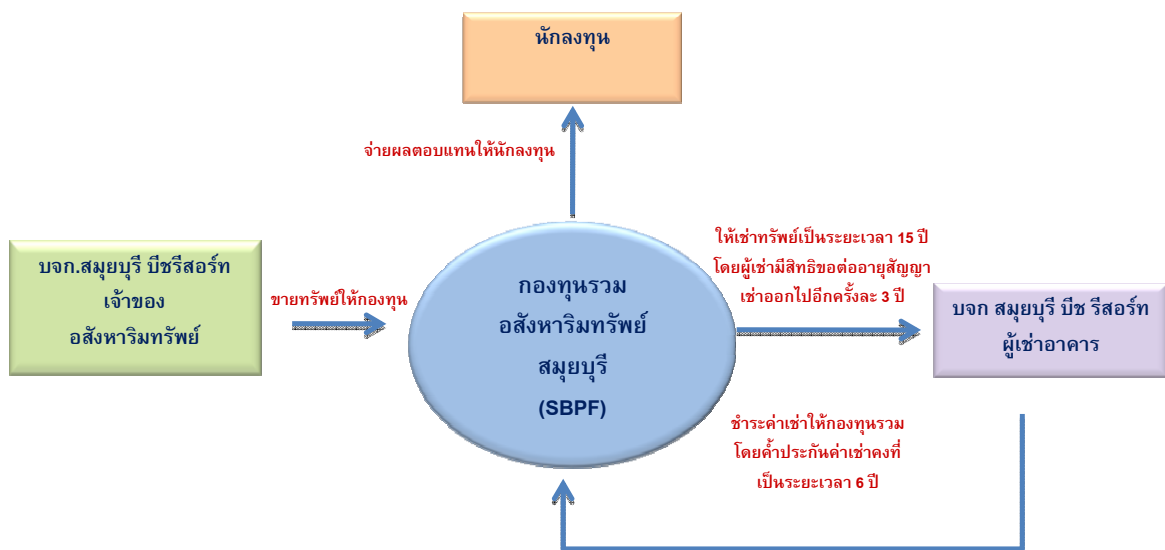 นักลงทุน
จ่ายผลตอบแทนให้นักลงทุน
บจก.สมุยบุรี บีชรีสอร์ท
เจ้าของ
อสังหาริมทรัพย์
ขายทรัพย์ให้กองทุน
กองทุนรวม
อสังหาริมทรัพย์
สมุยบุรี
(SBPF)
ให้เช่าทรัพย์เป็นระยะเวลา 15 ปี
โดยผู้เช่ามีสิทธิขอต่ออายุสัญญา
เช่าออกไปอีกครั้งละ 3 ปี
บจก สมุยบุรี บีช รีสอร์ท
ผู้เช่าอาคาร
ชำระค่าเช่าให้กองทุนรวม
โดยค้ำประกันค่าเช่าคงที่
เป็นระยะเวลา 6 ปี